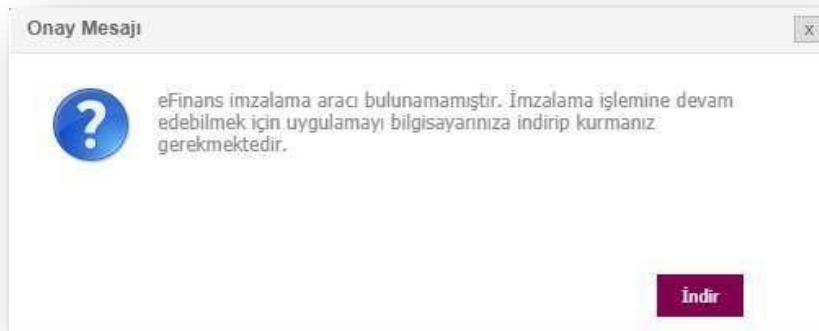 Onay Mesajı
x
eFinans imzalama aracı bulunamamıştır. İmzalama işlemine devam
edebilmek için uygulamayı bilgisayarınıza indirip kurmanız
gerekmektedir.
İndir